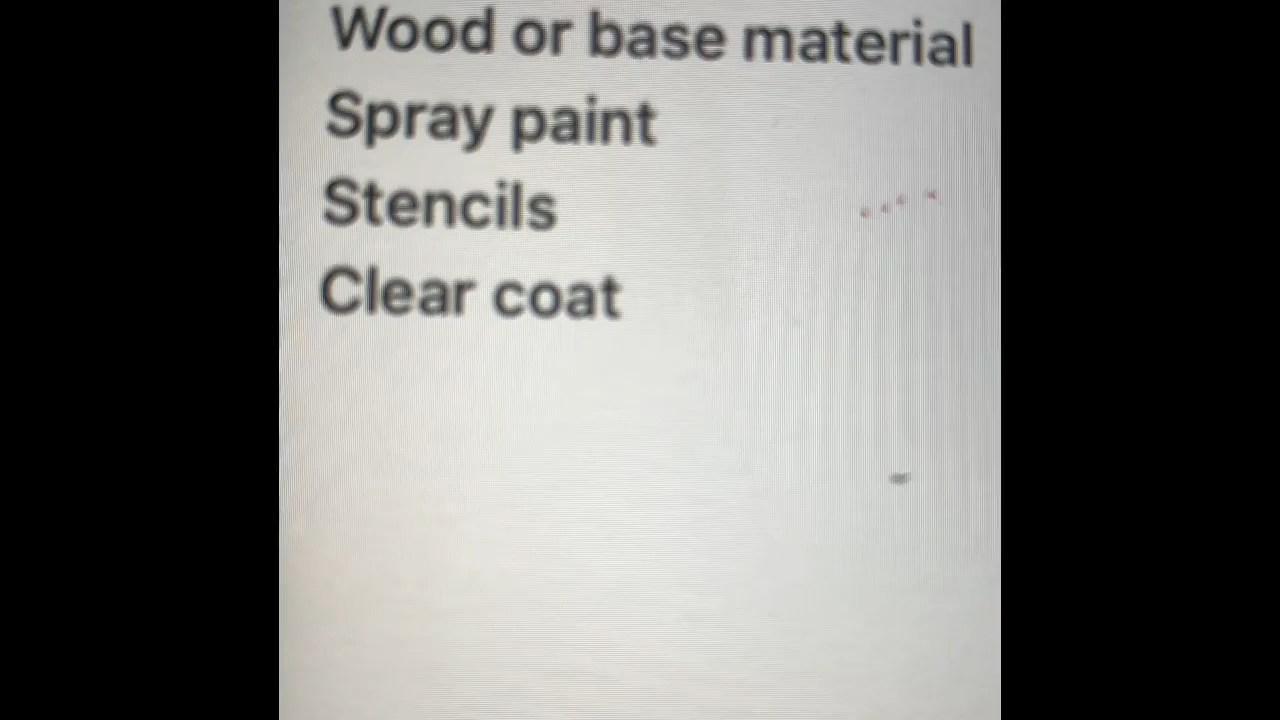 Wood or base material
Spray paint
Stencils
Clear coat